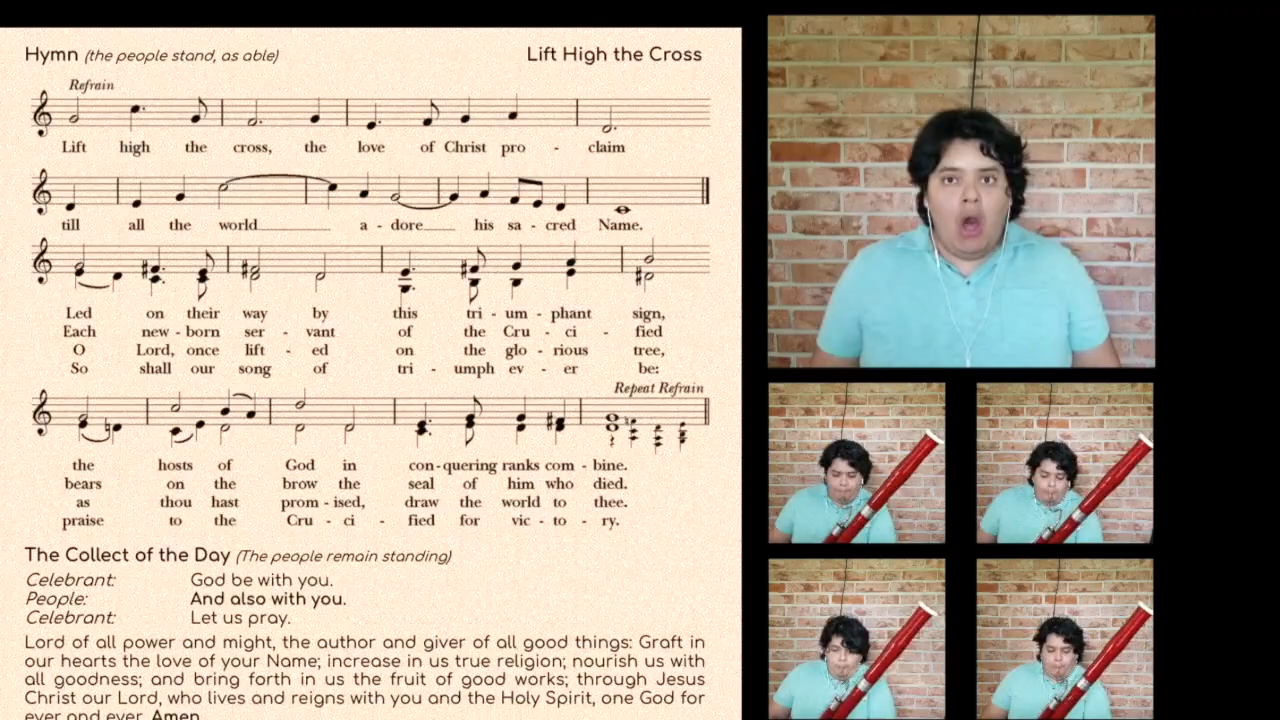 Hymn (the people stand, as able) Lift High the Cross
Refrain
Lift high the cross, the love of Christ pro - claim
till all the world a - dore his sa - cred Name.
Led on their way by this tri - um - phant sign,
Each new - born ser - vant of the Cru - ci - fied
O Lord, once lift - ed on the glo - rious tree,
So shall our song of tri - umph ev - er be:
Repeat Refrain
the hosts of God in con - quering ranks com - bine.
bears on the brow the seal of him who died.
as thou hast prom - ised, draw the world to thee.
praise to the Cru - ci - fied for vic - to - ry.
The Collect of the Day (The people remain standing)
Celebrant: God be with you.
People: And also with you.
Celebrant: Let us pray.
Lord of all power and might, the author and giver of all good things: Graft in
our hearts the love of your Name; increase in us true religion; nourish us with
all goodness; and bring forth in us the fruit of good works; through Jesus
Christ our Lord, who lives and reigns with you and the Holy Spirit, one God for
ever and ever. Amen